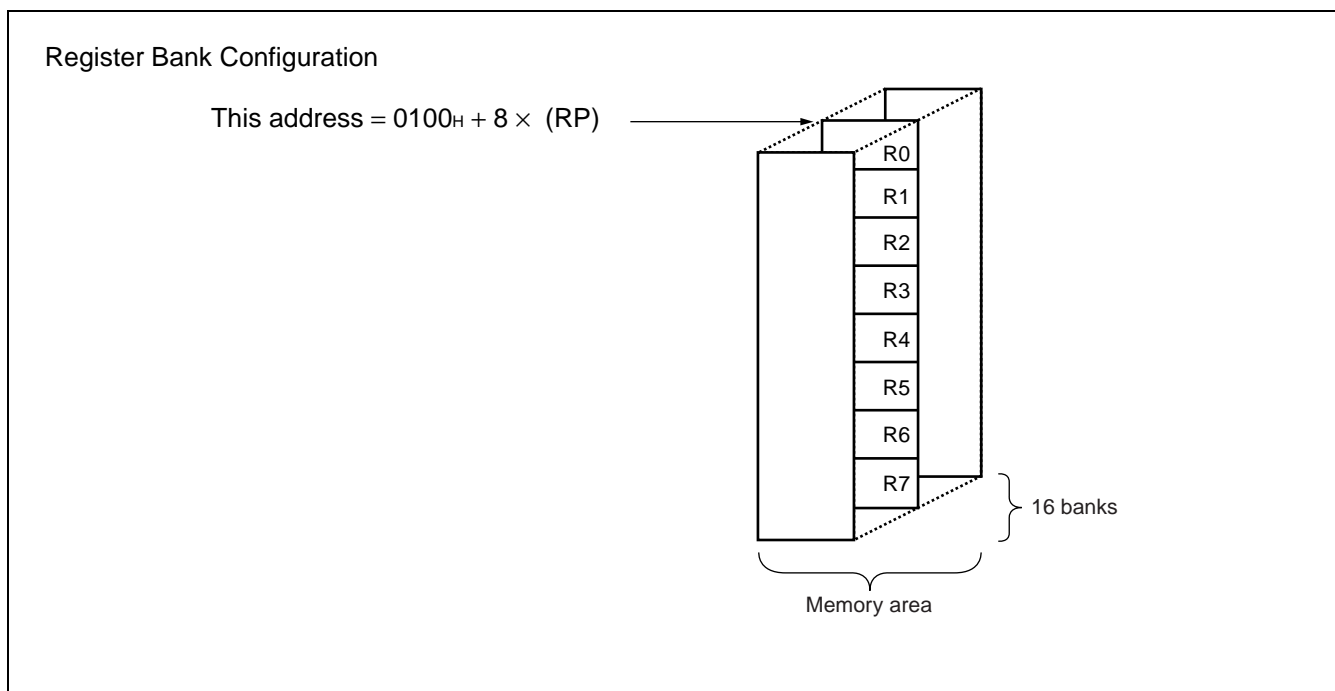 Register Bank Configuration
This address = 0100H + 8 × (RP)
R0
R1
R2
R3
R4
R5
R6
R7
16 banks
Memory area